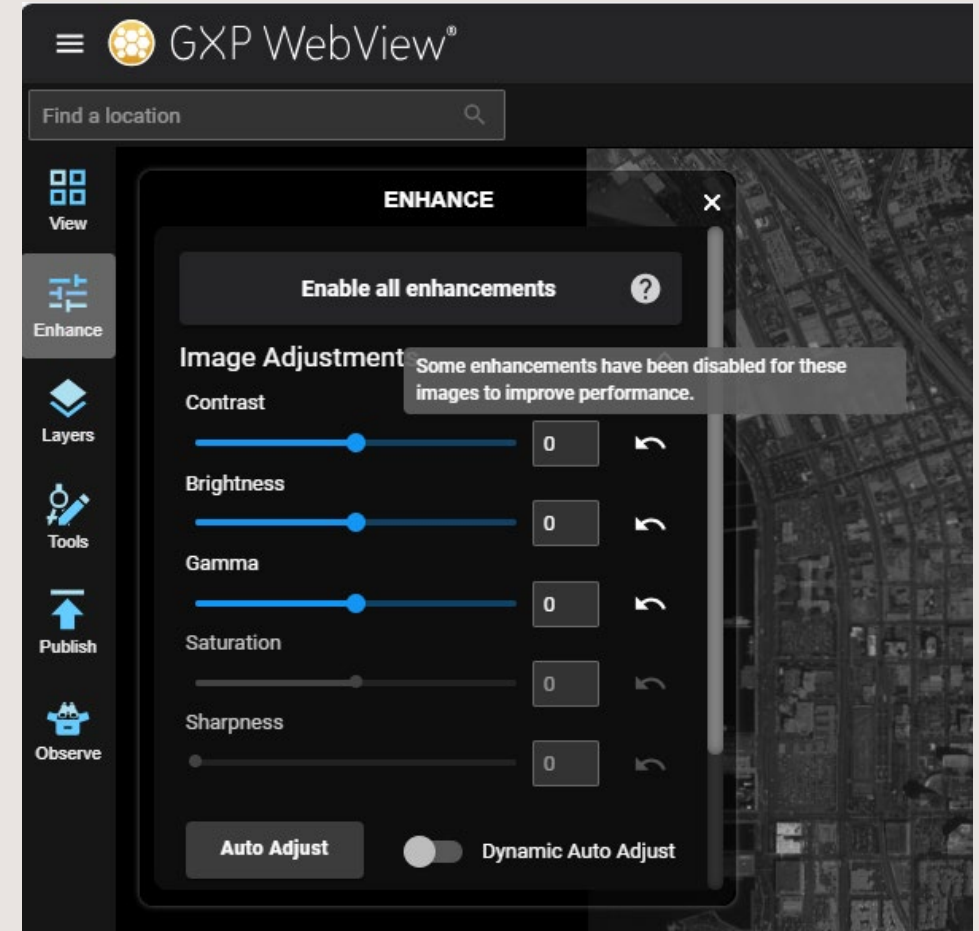 GXP WebView®
Find a location
View
Enhance
Layers
Tools
Publish
Observe
ENHANCE
Enable all enhancements ?
Image Adjustments
Some enhancements have been disabled for these
images to improve performance.
Contrast
0
Brightness
0
Gamma
0
Saturation
0
Sharpness
0
Auto Adjust
Dynamic Auto Adjust